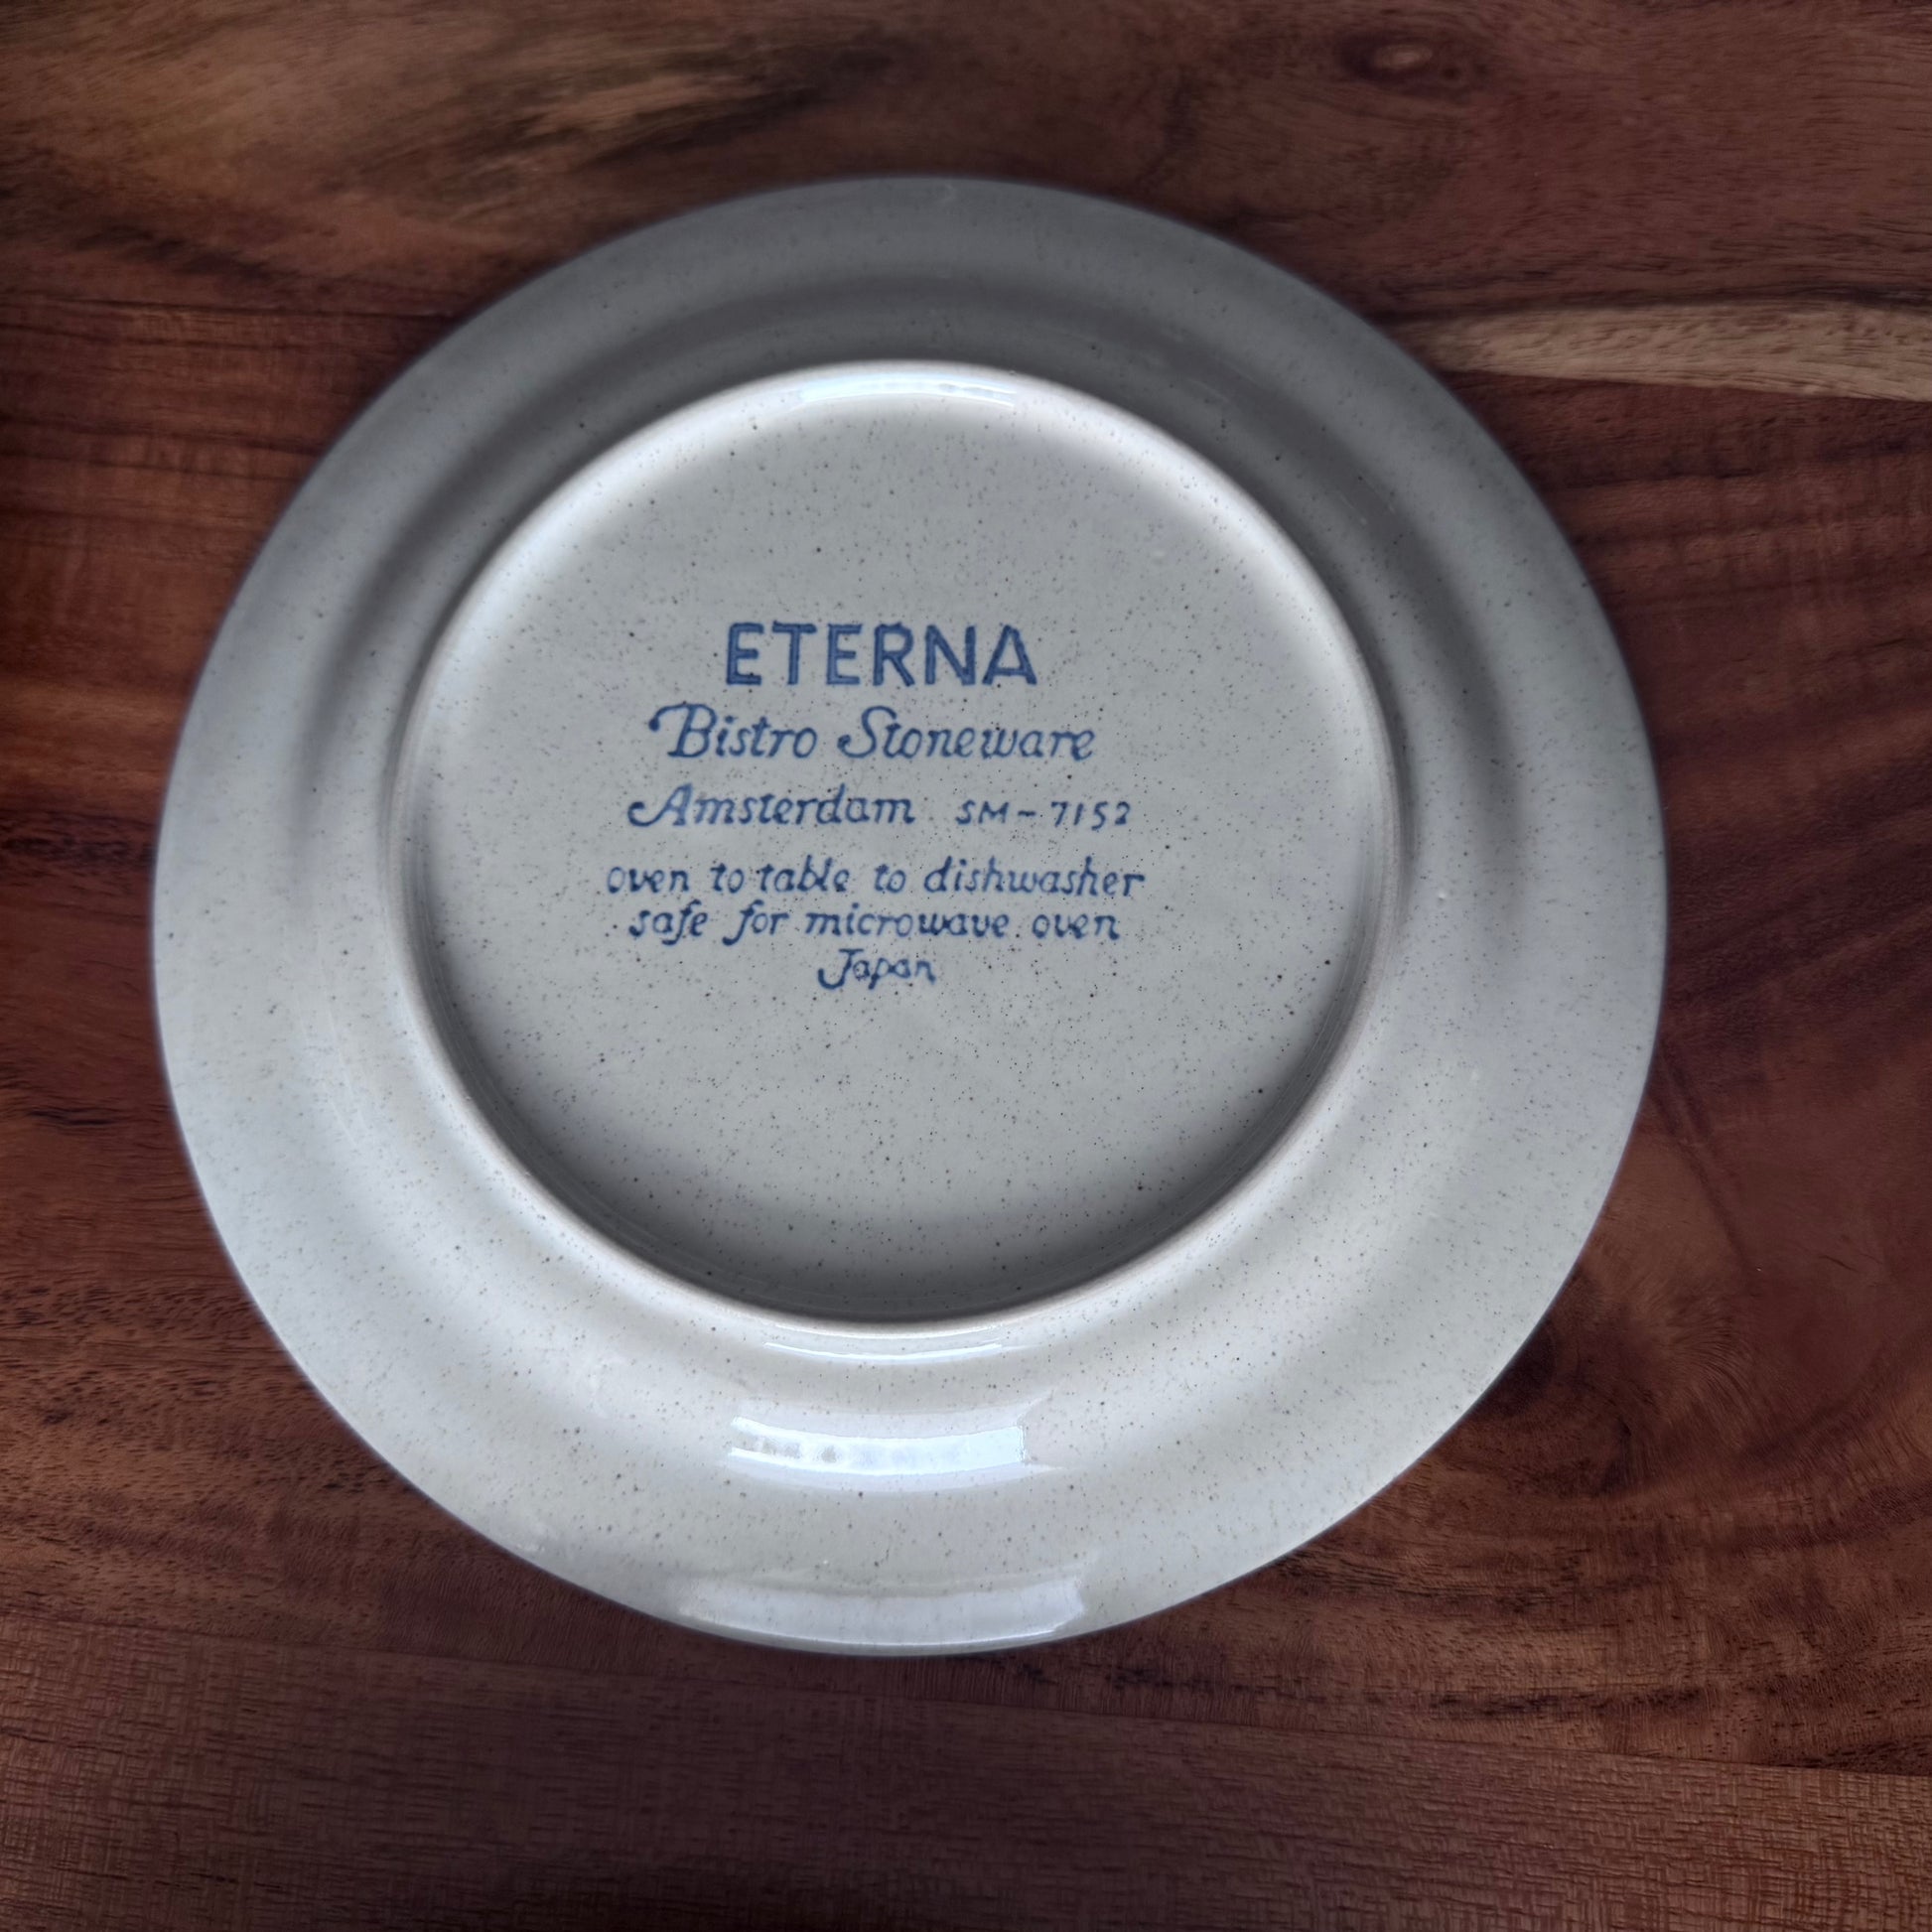 ETERNA
Bistro Stoneware
Amsterdam SM-7152
oven to table to dishwasher
safe for microwave oven
Japan